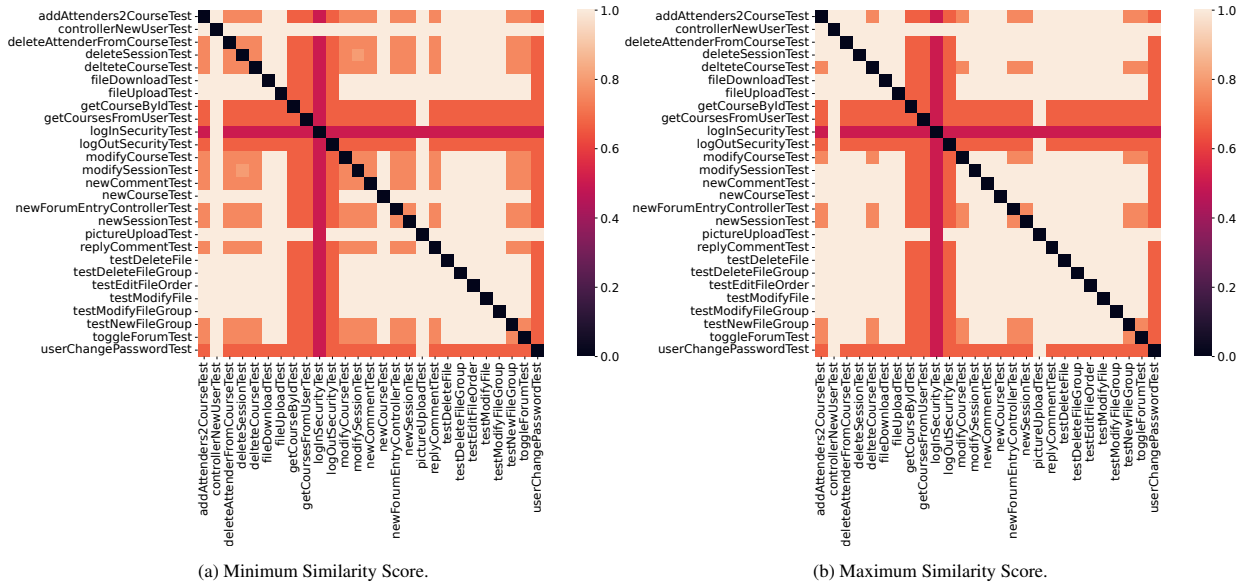 addAttenders2CourseTest
controllerNewUserTest
deleteAttenderFromCourseTest
deleteSessionTest
delteteCourseTest
fileDownloadTest
fileUploadTest
getCourseByIdTest
getCoursesFromUserTest
logInSecurityTest
logOutSecurityTest
modifyCourseTest
modifySessionTest
newCommentTest
newCourseTest
newForumEntryControllerTest
newSessionTest
pictureUploadTest
replyCommentTest
testDeleteFile
testDeleteFileGroup
testEditFileOrder
testModifyFile
testModifyFileGroup
testNewFileGroup
toggleForumTest
userChangePasswordTest
addAttenders2CourseTest
controllerNewUserTest
deleteAttenderFromCourseTest
deleteSessionTest
delteteCourseTest
fileDownloadTest
fileUploadTest
getCourseByIdTest
getCoursesFromUserTest
logInSecurityTest
logOutSecurityTest
modifyCourseTest
modifySessionTest
newCommentTest
newCourseTest
newForumEntryControllerTest
newSessionTest
pictureUploadTest
replyCommentTest
testDeleteFile
testDeleteFileGroup
testEditFileOrder
testModifyFile
testModifyFileGroup
testNewFileGroup
toggleForumTest
userChangePasswordTest
1.0
0.8
0.6
0.4
0.2
0.0
(a) Minimum Similarity Score.
addAttenders2CourseTest
controllerNewUserTest
deleteAttenderFromCourseTest
deleteSessionTest
delteteCourseTest
fileDownloadTest
fileUploadTest
getCourseByIdTest
getCoursesFromUserTest
logInSecurityTest
logOutSecurityTest
modifyCourseTest
modifySessionTest
newCommentTest
newCourseTest
newForumEntryControllerTest
newSessionTest
pictureUploadTest
replyCommentTest
testDeleteFile
testDeleteFileGroup
testEditFileOrder
testModifyFile
testModifyFileGroup
testNewFileGroup
toggleForumTest
userChangePasswordTest
addAttenders2CourseTest
controllerNewUserTest
deleteAttenderFromCourseTest
deleteSessionTest
delteteCourseTest
fileDownloadTest
fileUploadTest
getCourseByIdTest
getCoursesFromUserTest
logInSecurityTest
logOutSecurityTest
modifyCourseTest
modifySessionTest
newCommentTest
newCourseTest
newForumEntryControllerTest
newSessionTest
pictureUploadTest
replyCommentTest
testDeleteFile
testDeleteFileGroup
testEditFileOrder
testModifyFile
testModifyFileGroup
testNewFileGroup
toggleForumTest
userChangePasswordTest
1.0
0.8
0.6
0.4
0.2
0.0
(b) Maximum Similarity Score.